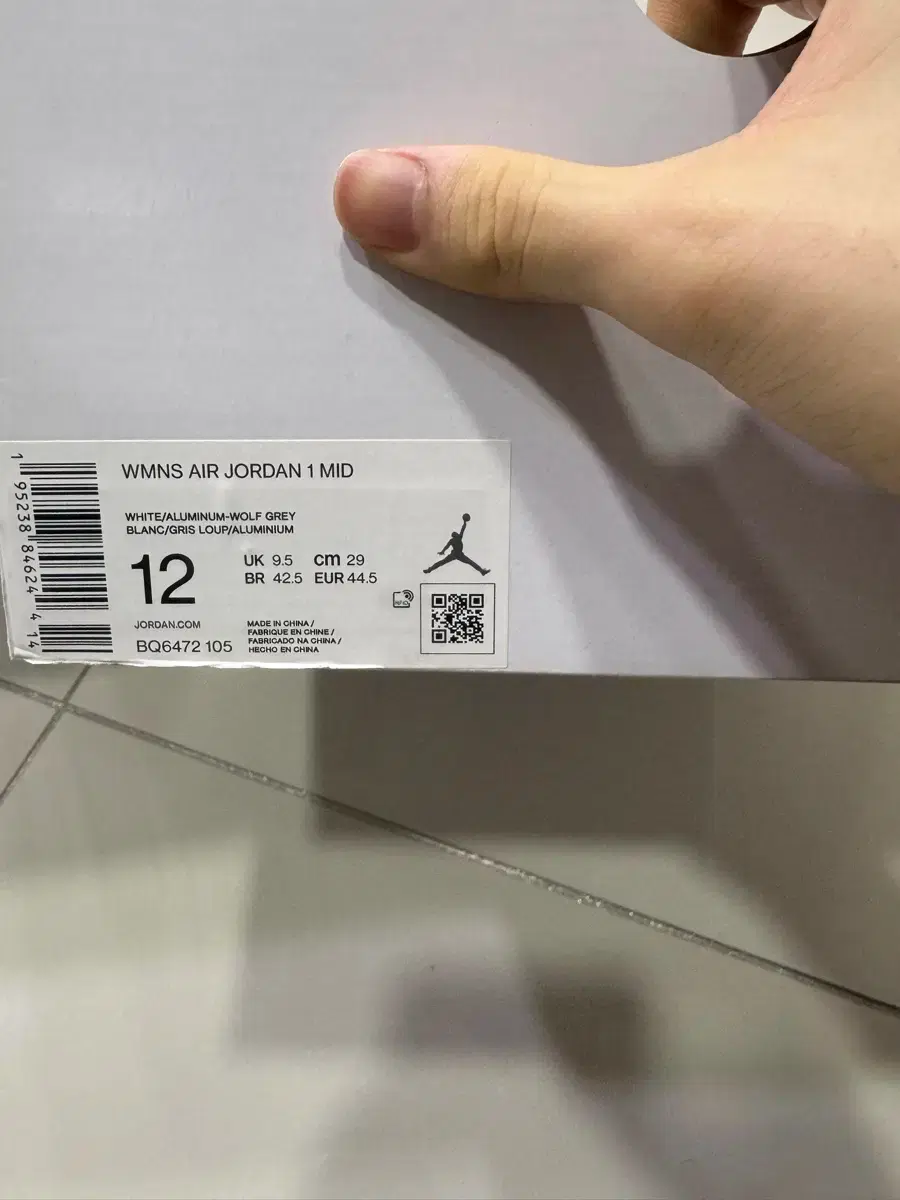 WMNS AIR JORDAN 1 MID
WHITE/ALUMINUM-WOLF GREY
BLANC/GRIS LOUP/ALUMINIUM
12
UK 9.5 cm 29
BR 42.5 EUR 44.5
JORDAN.COM
BQ6472 105
MADE IN CHINA /
FABRIQUE EN CHINE /
FABRICADO NA CHINA /
HECHO EN CHINA
1 95238 84624 4 14